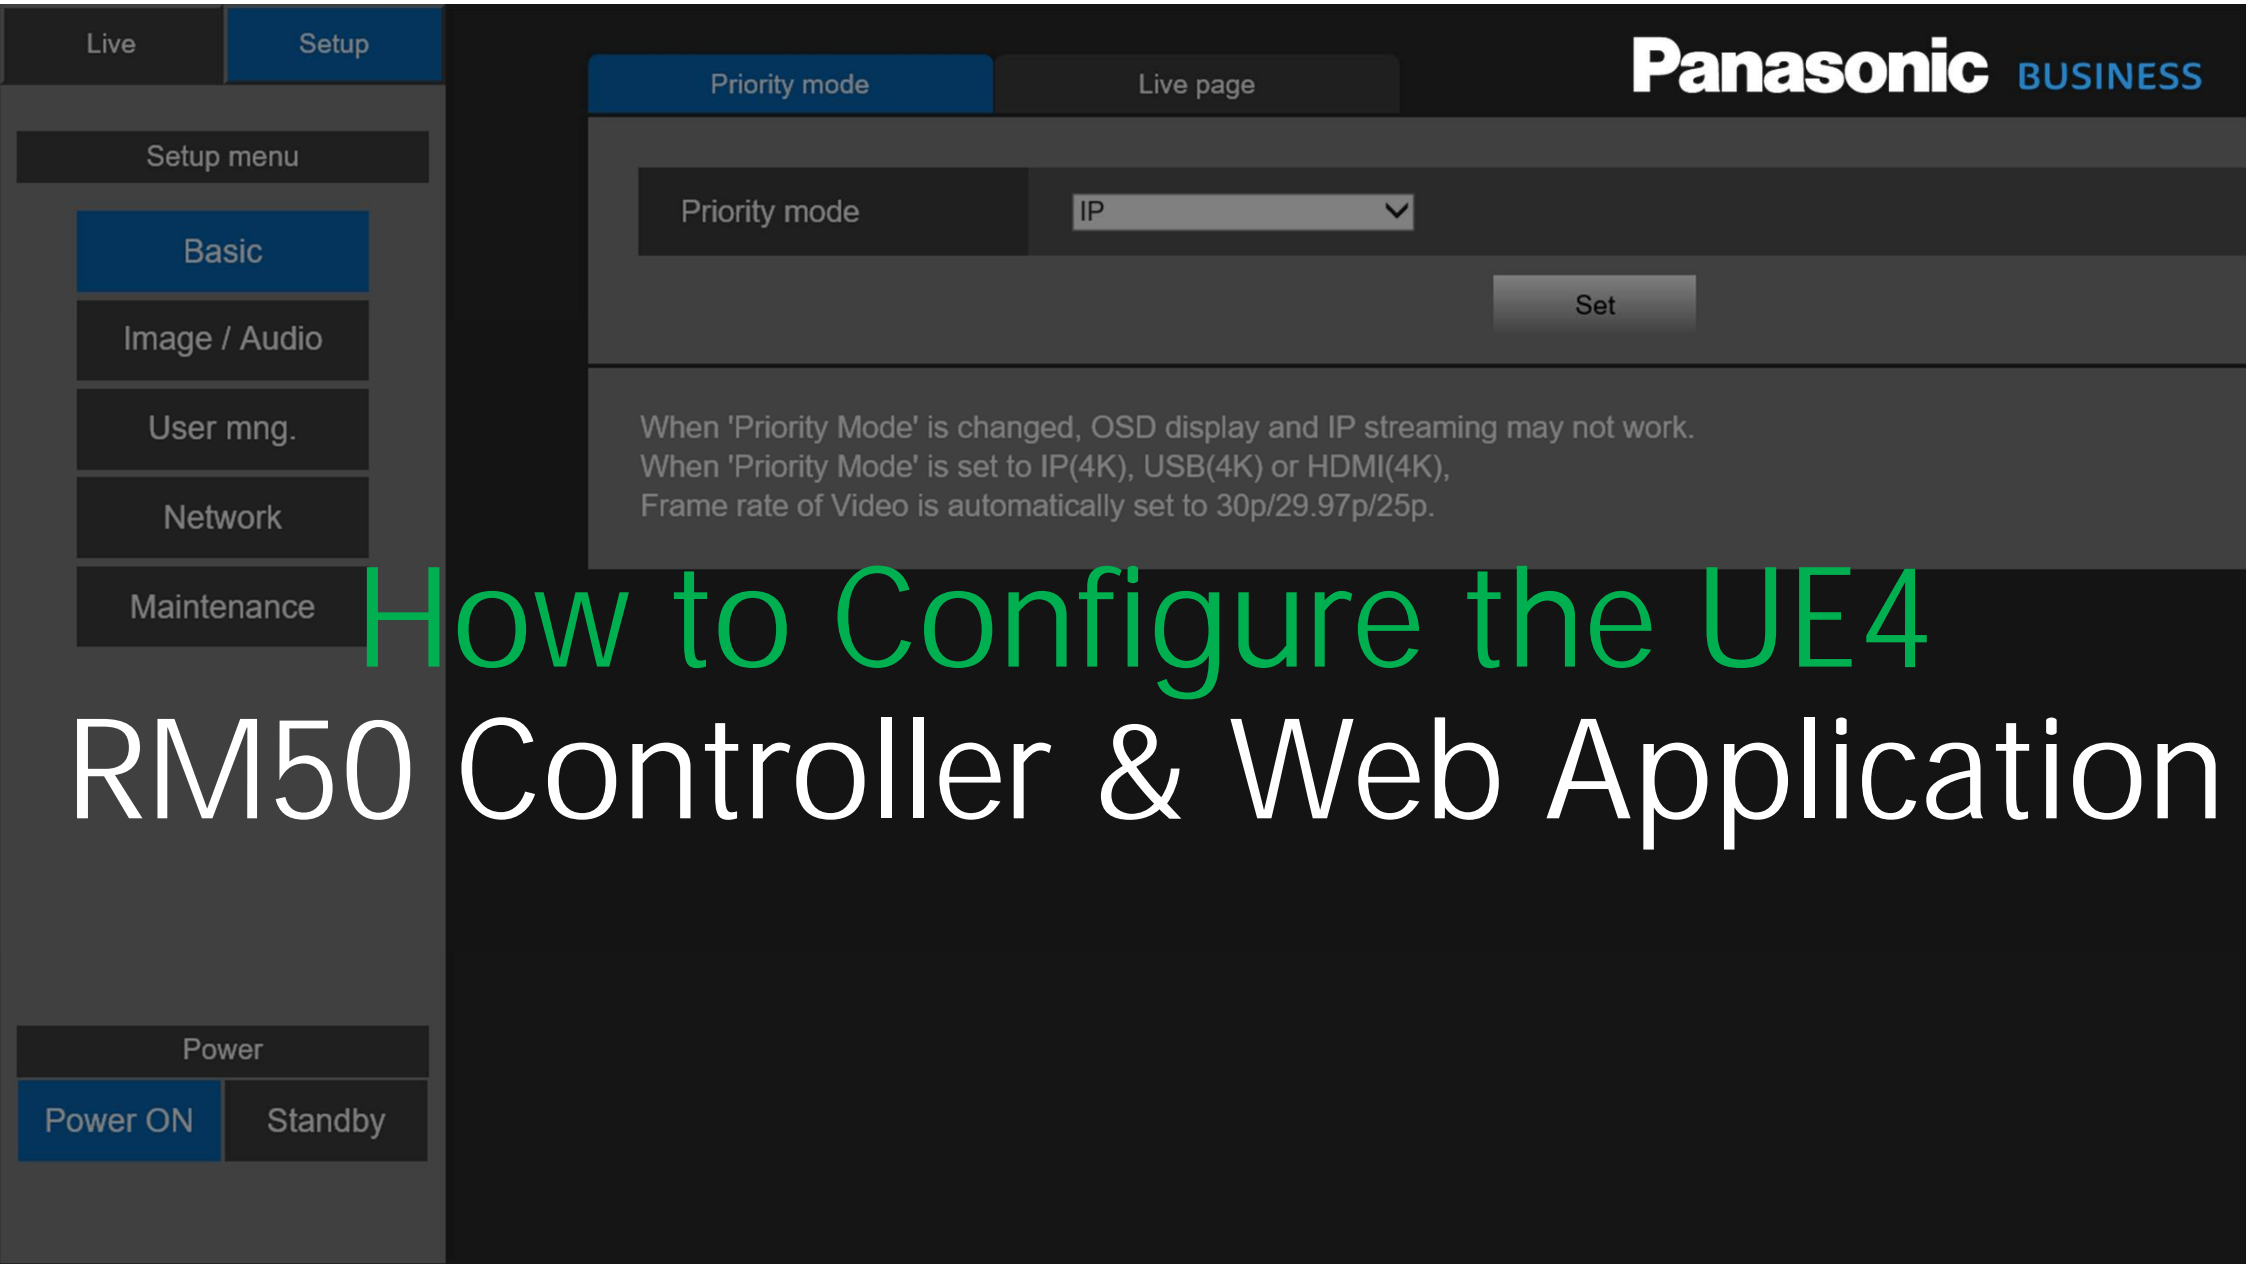 Live
Setup
Setup menu
Basic
Image / Audio
User mng.
Network
Maintenance
Power
Power ON
Standby
Priority mode
Live page
Panasonic BUSINESS
Priority mode
IP
Set
When 'Priority Mode' is changed, OSD display and IP streaming may not work.
When 'Priority Mode' is set to IP(4K), USB(4K) or HDMI(4K),
Frame rate of Video is automatically set to 30p/29.97p/25p.
How to Configure the UE4
RM50 Controller & Web Application